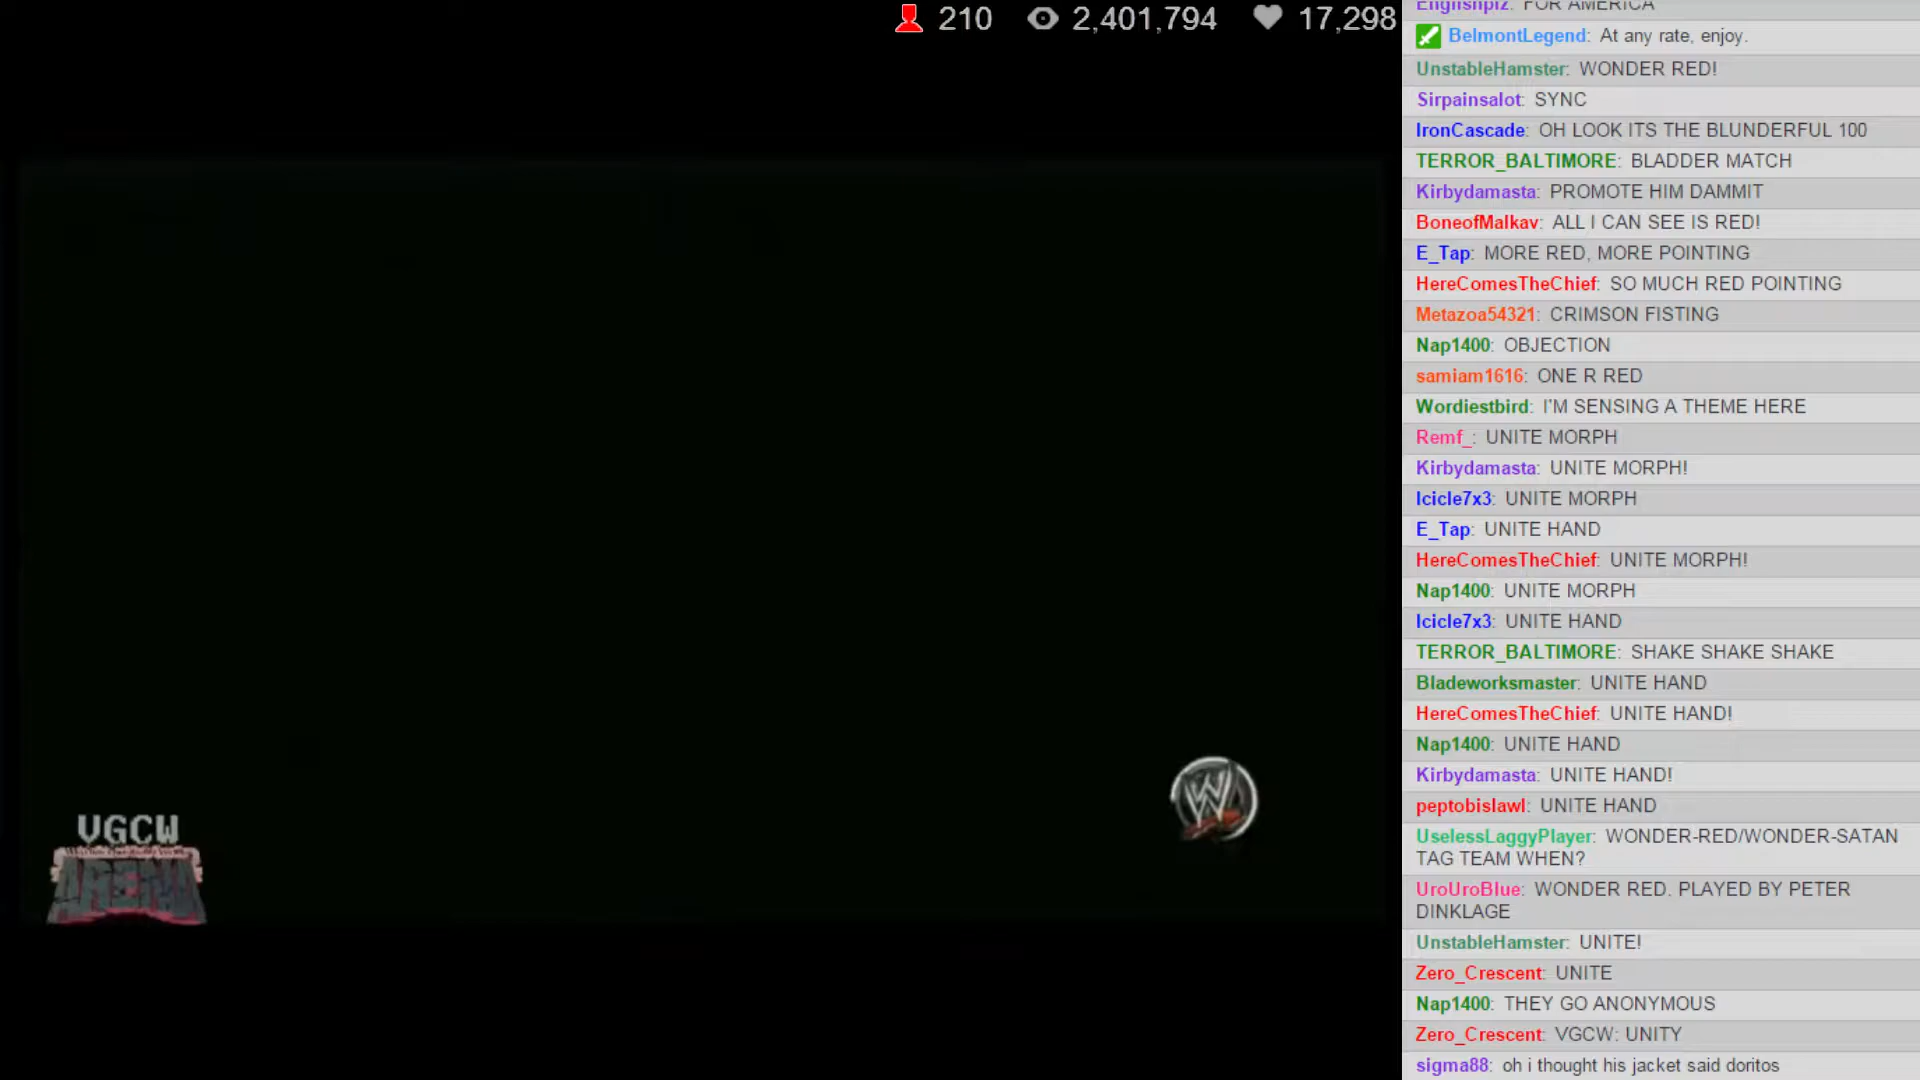 210 2,401,794 17,298
Englishpiz: FOR AMERICA
BelmontLegend: At any rate, enjoy.
UnstableHamster: WONDER RED!
Sirpainsalot: SYNC
IronCascade: OH LOOK ITS THE BLUNDERFUL 100
TERROR_BALTIMORE: BLADDER MATCH
Kirbydamasta: PROMOTE HIM DAMMIT
BoneofMalkav: ALL I CAN SEE IS RED!
E_Tap: MORE RED, MORE POINTING
HereComesTheChief: SO MUCH RED POINTING
Metazoa54321: CRIMSON FISTING
Nap1400: OBJECTION
samiam1616: ONE R RED
Wordiestbird: I'M SENSING A THEME HERE
Remf_: UNITE MORPH
Kirbydamasta: UNITE MORPH!
Icicle7x3: UNITE MORPH
E_Tap: UNITE HAND
HereComesTheChief: UNITE MORPH!
Nap1400: UNITE MORPH
Icicle7x3: UNITE HAND
TERROR_BALTIMORE: SHAKE SHAKE SHAKE
Bladeworksmaster: UNITE HAND
HereComesTheChief: UNITE HAND!
Nap1400: UNITE HAND
Kirbydamasta: UNITE HAND!
peptobislawl: UNITE HAND
UselessLaggyPlayer: WONDER-RED/WONDER-SATAN
TAG TEAM WHEN?
UroUroBlue: WONDER RED. PLAYED BY PETER
DINKLAGE
UnstableHamster: UNITE!
Zero_Crescent: UNITE
Nap1400: THEY GO ANONYMOUS
Zero_Crescent: VGCW: UNITY
sigma88: oh i thought his jacket said doritos
VGCW
ARENA
W